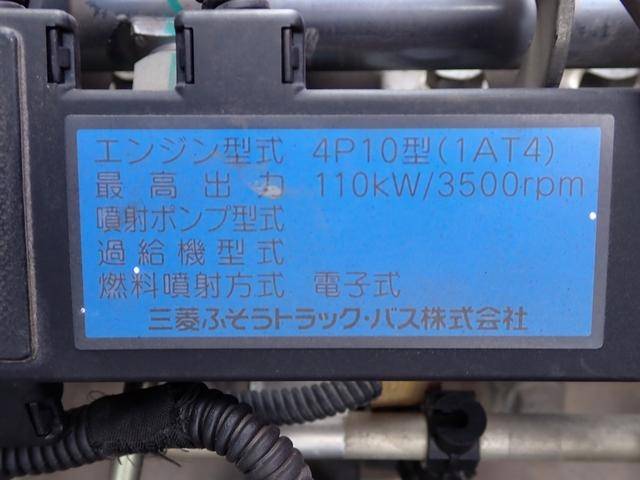 エンジン型式 4P10型(1AT4)
最高出力 110kW/3500rpm
噴射ポンプ型式
過給機型式
燃料噴射方式 電子式
三菱ふそうトラック・バス株式会社